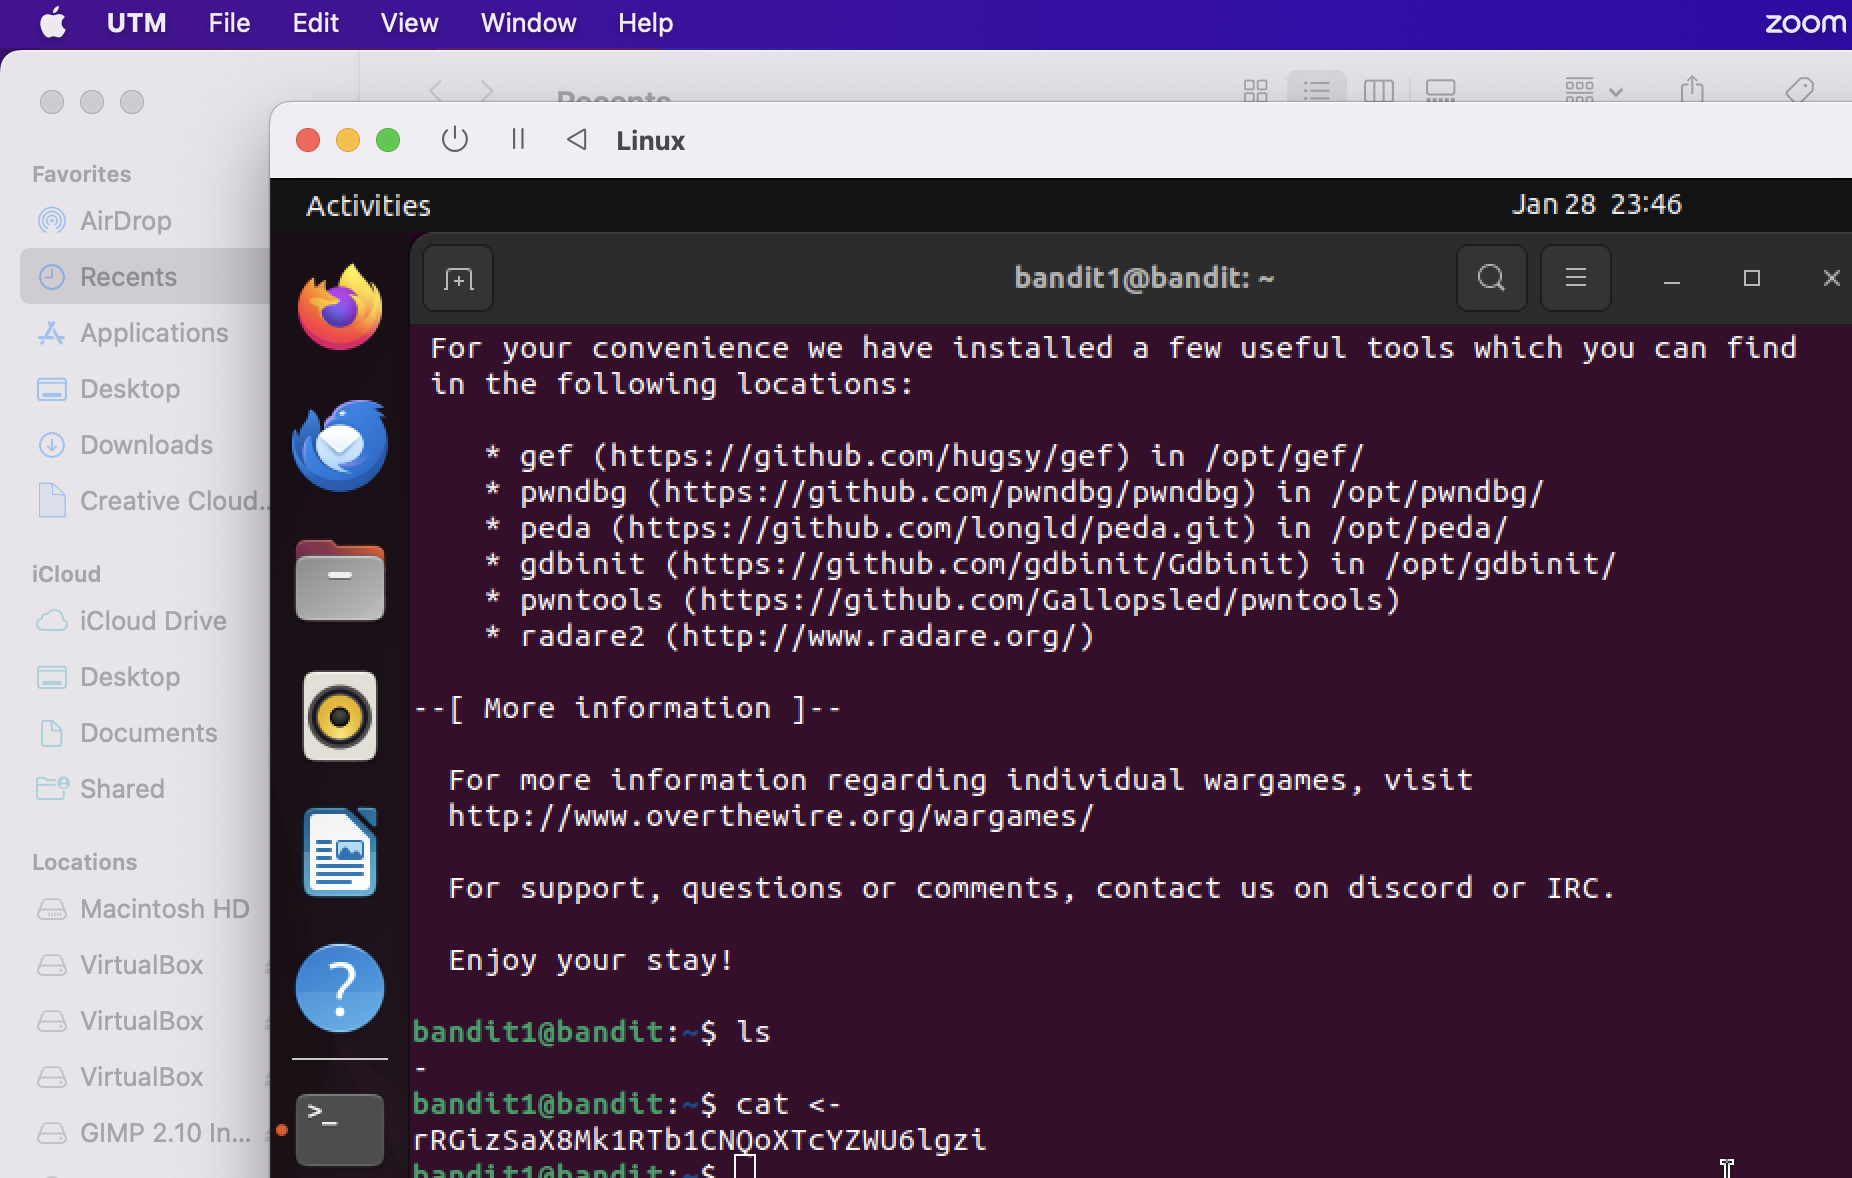 UTM File Edit View Window Help zoom
Recents
Favorites
AirDrop
Recents
Applications
Desktop
Downloads
Creative Cloud...
iCloud
iCloud Drive
Desktop
Documents
Shared
Locations
Macintosh HD
VirtualBox
VirtualBox
VirtualBox
GIMP 2.10 In...
Linux
Activities Jan 28 23:46
bandit1@bandit: ~
For your convenience we have installed a few useful tools which you can find
in the following locations:
* gef (https://github.com/hugsy/gef) in /opt/gef/
* pwndbg (https://github.com/pwndbg/pwndbg) in /opt/pwndbg/
* peda (https://github.com/longld/peda.git) in /opt/peda/
* gdbinit (https://github.com/gdbinit/Gdbinit) in /opt/gdbinit/
* pwntools (https://github.com/Gallopsled/pwntools)
* radare2 (http://www.radare.org/)
--[ More information ]--
For more information regarding individual wargames, visit
http://www.overthewire.org/wargames/
For support, questions or comments, contact us on discord or IRC.
Enjoy your stay!
bandit1@bandit:~$ ls
-
bandit1@bandit:~$ cat <-
rRGizSaX8Mk1RTb1CNQoXTcYZWU6lgzi
bandit1@bandit:~$